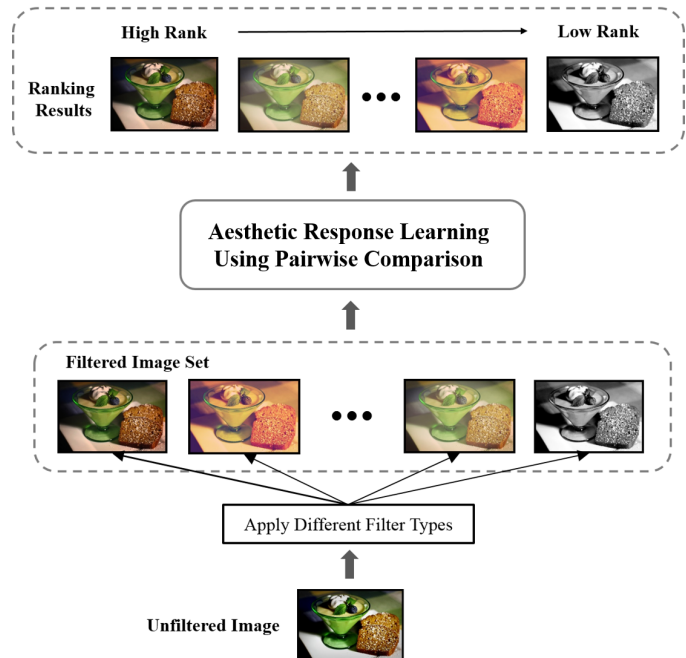 High Rank
Low Rank
Ranking
Results
Aesthetic Response Learning
Using Pairwise Comparison
Filtered Image Set
Apply Different Filter Types
Unfiltered Image